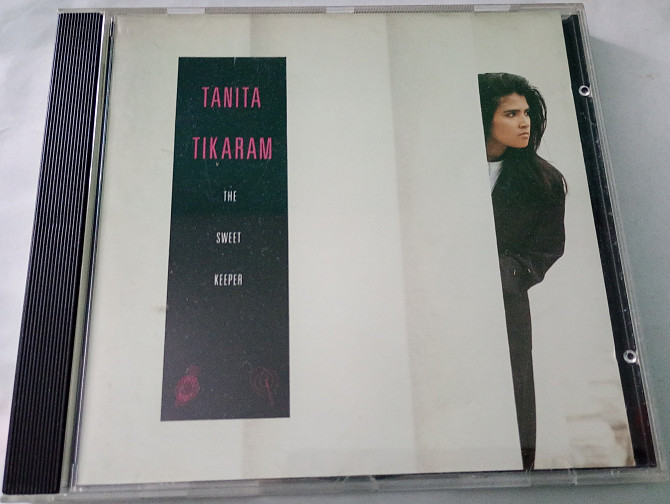 TANITA
TIKARAM
THE
SWEET
KEEPER